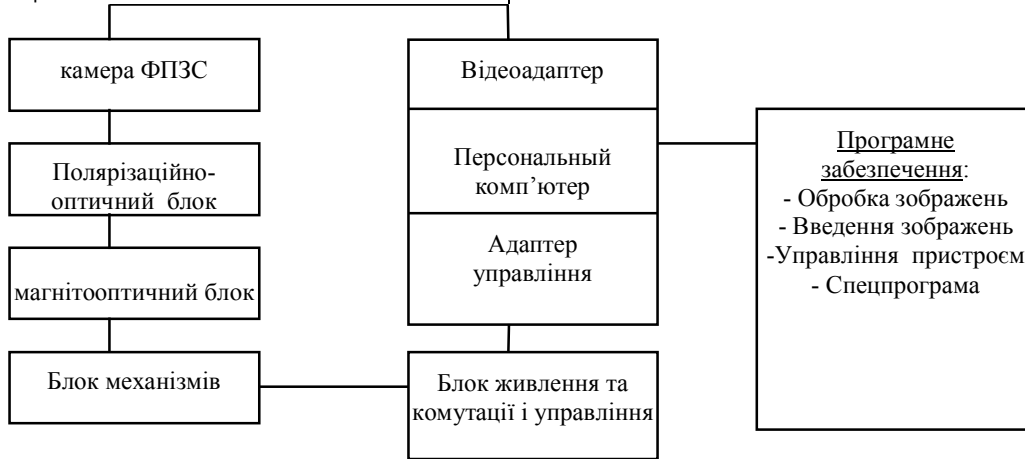 камера ФПЗС
Полярізаційно-
оптичний блок
магнітооптичний блок
Блок механізмів
Відеоадаптер
Персональный
комп’ютер
Адаптер
управління
Блок живлення та
комутації і управління
Програмне
забезпечення:
- Обробка зображень
- Введення зображень
-Управління пристроєм
- Спецпрограма